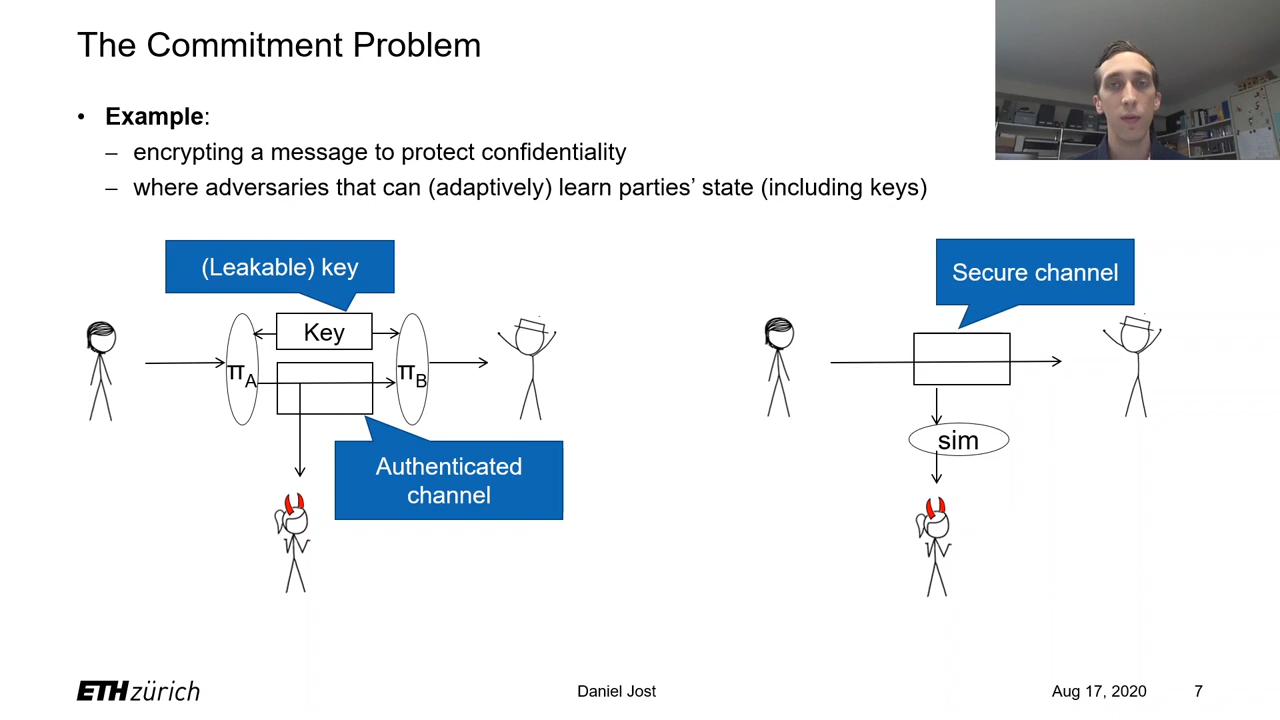 The Commitment Problem
• Example:
– encrypting a message to protect confidentiality
– where adversaries that can (adaptively) learn parties’ state (including keys)
(Leakable) key
Secure channel
Key
πA
πB
Authenticated
channel
sim
ETH zürich
Daniel Jost
Aug 17, 2020
7